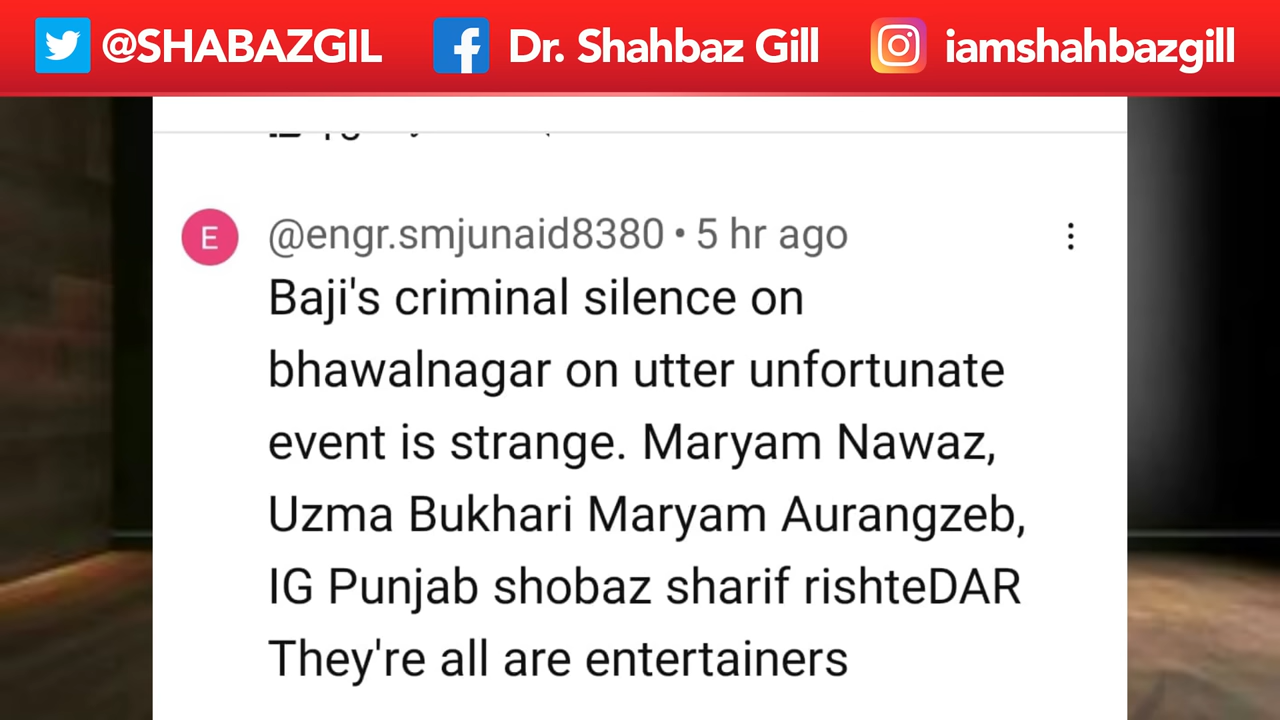 @SHABAZGIL Dr. Shahbaz Gill iamshahbazgill
E @engr.smjunaid8380 • 5 hr ago
Baji's criminal silence on
bhawalnagar on utter unfortunate
event is strange. Maryam Nawaz,
Uzma Bukhari Maryam Aurangzeb,
IG Punjab shobaz sharif rishteDAR
They're all are entertainers